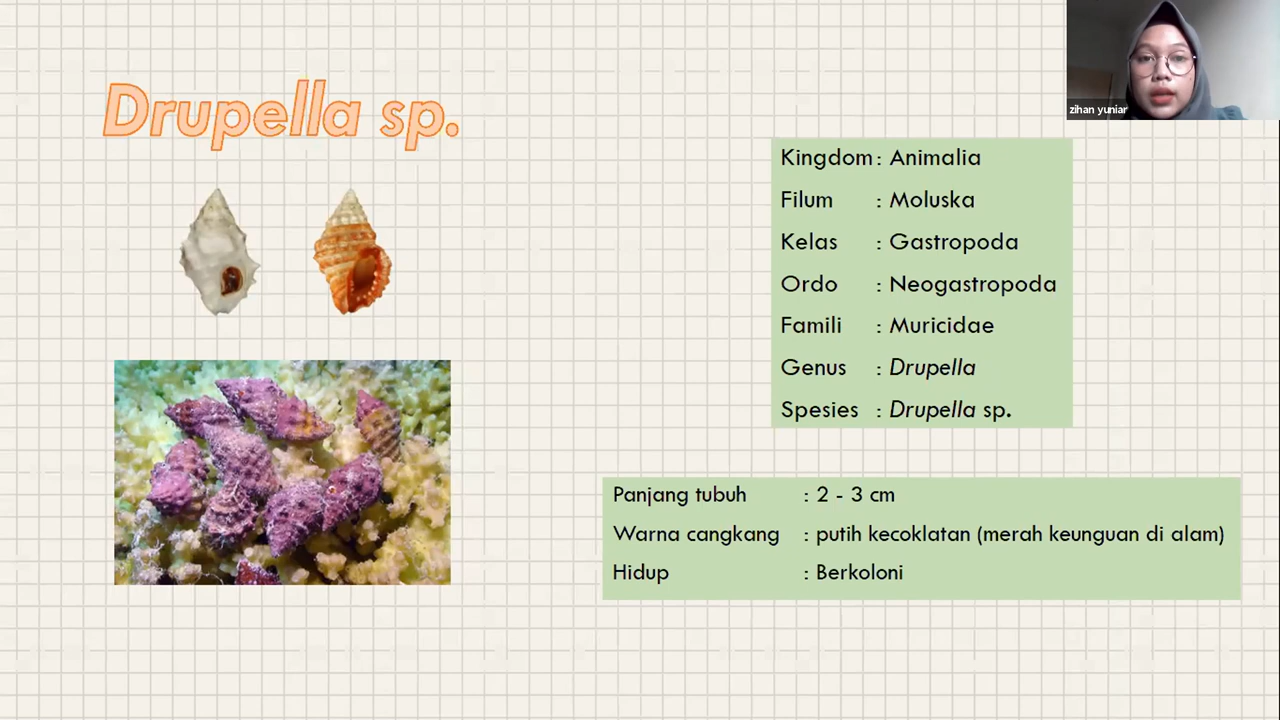 Drupella sp.
zihan yuniar
Kingdom : Animalia
Filum : Moluska
Kelas : Gastropoda
Ordo : Neogastropoda
Famili : Muricidae
Genus : Drupella
Spesies : Drupella sp.
Panjang tubuh : 2 - 3 cm
Warna cangkang : putih kecoklatan (merah keunguan di alam)
Hidup : Berkoloni